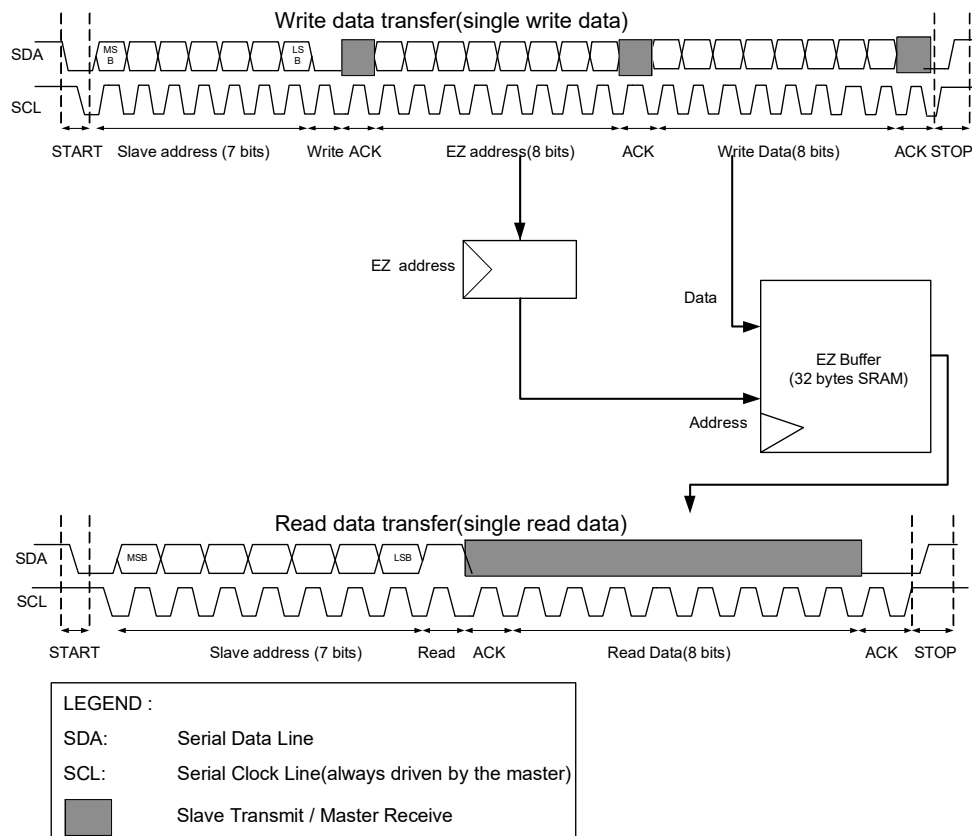 Write data transfer(single write data)
SDA
MS
B
LS
B
SCL
START Slave address (7 bits) Write ACK EZ address(8 bits) ACK Write Data(8 bits) ACK STOP
EZ address
Data
EZ Buffer
(32 bytes SRAM)
Address
Read data transfer(single read data)
SDA MSB LSB
SCL
START Slave address (7 bits) Read ACK Read Data(8 bits) ACK STOP
LEGEND :
SDA: Serial Data Line
SCL: Serial Clock Line(always driven by the master)
Slave Transmit / Master Receive